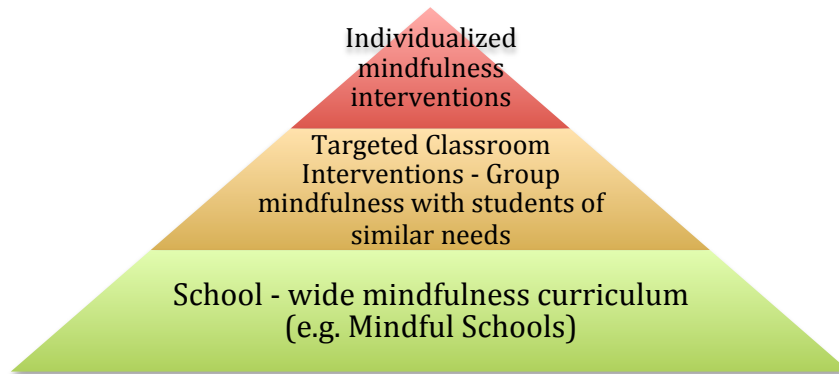 Individualized
mindfulness
interventions
Targeted Classroom
Interventions - Group
mindfulness with students of
similar needs
School - wide mindfulness curriculum
(e.g. Mindful Schools)